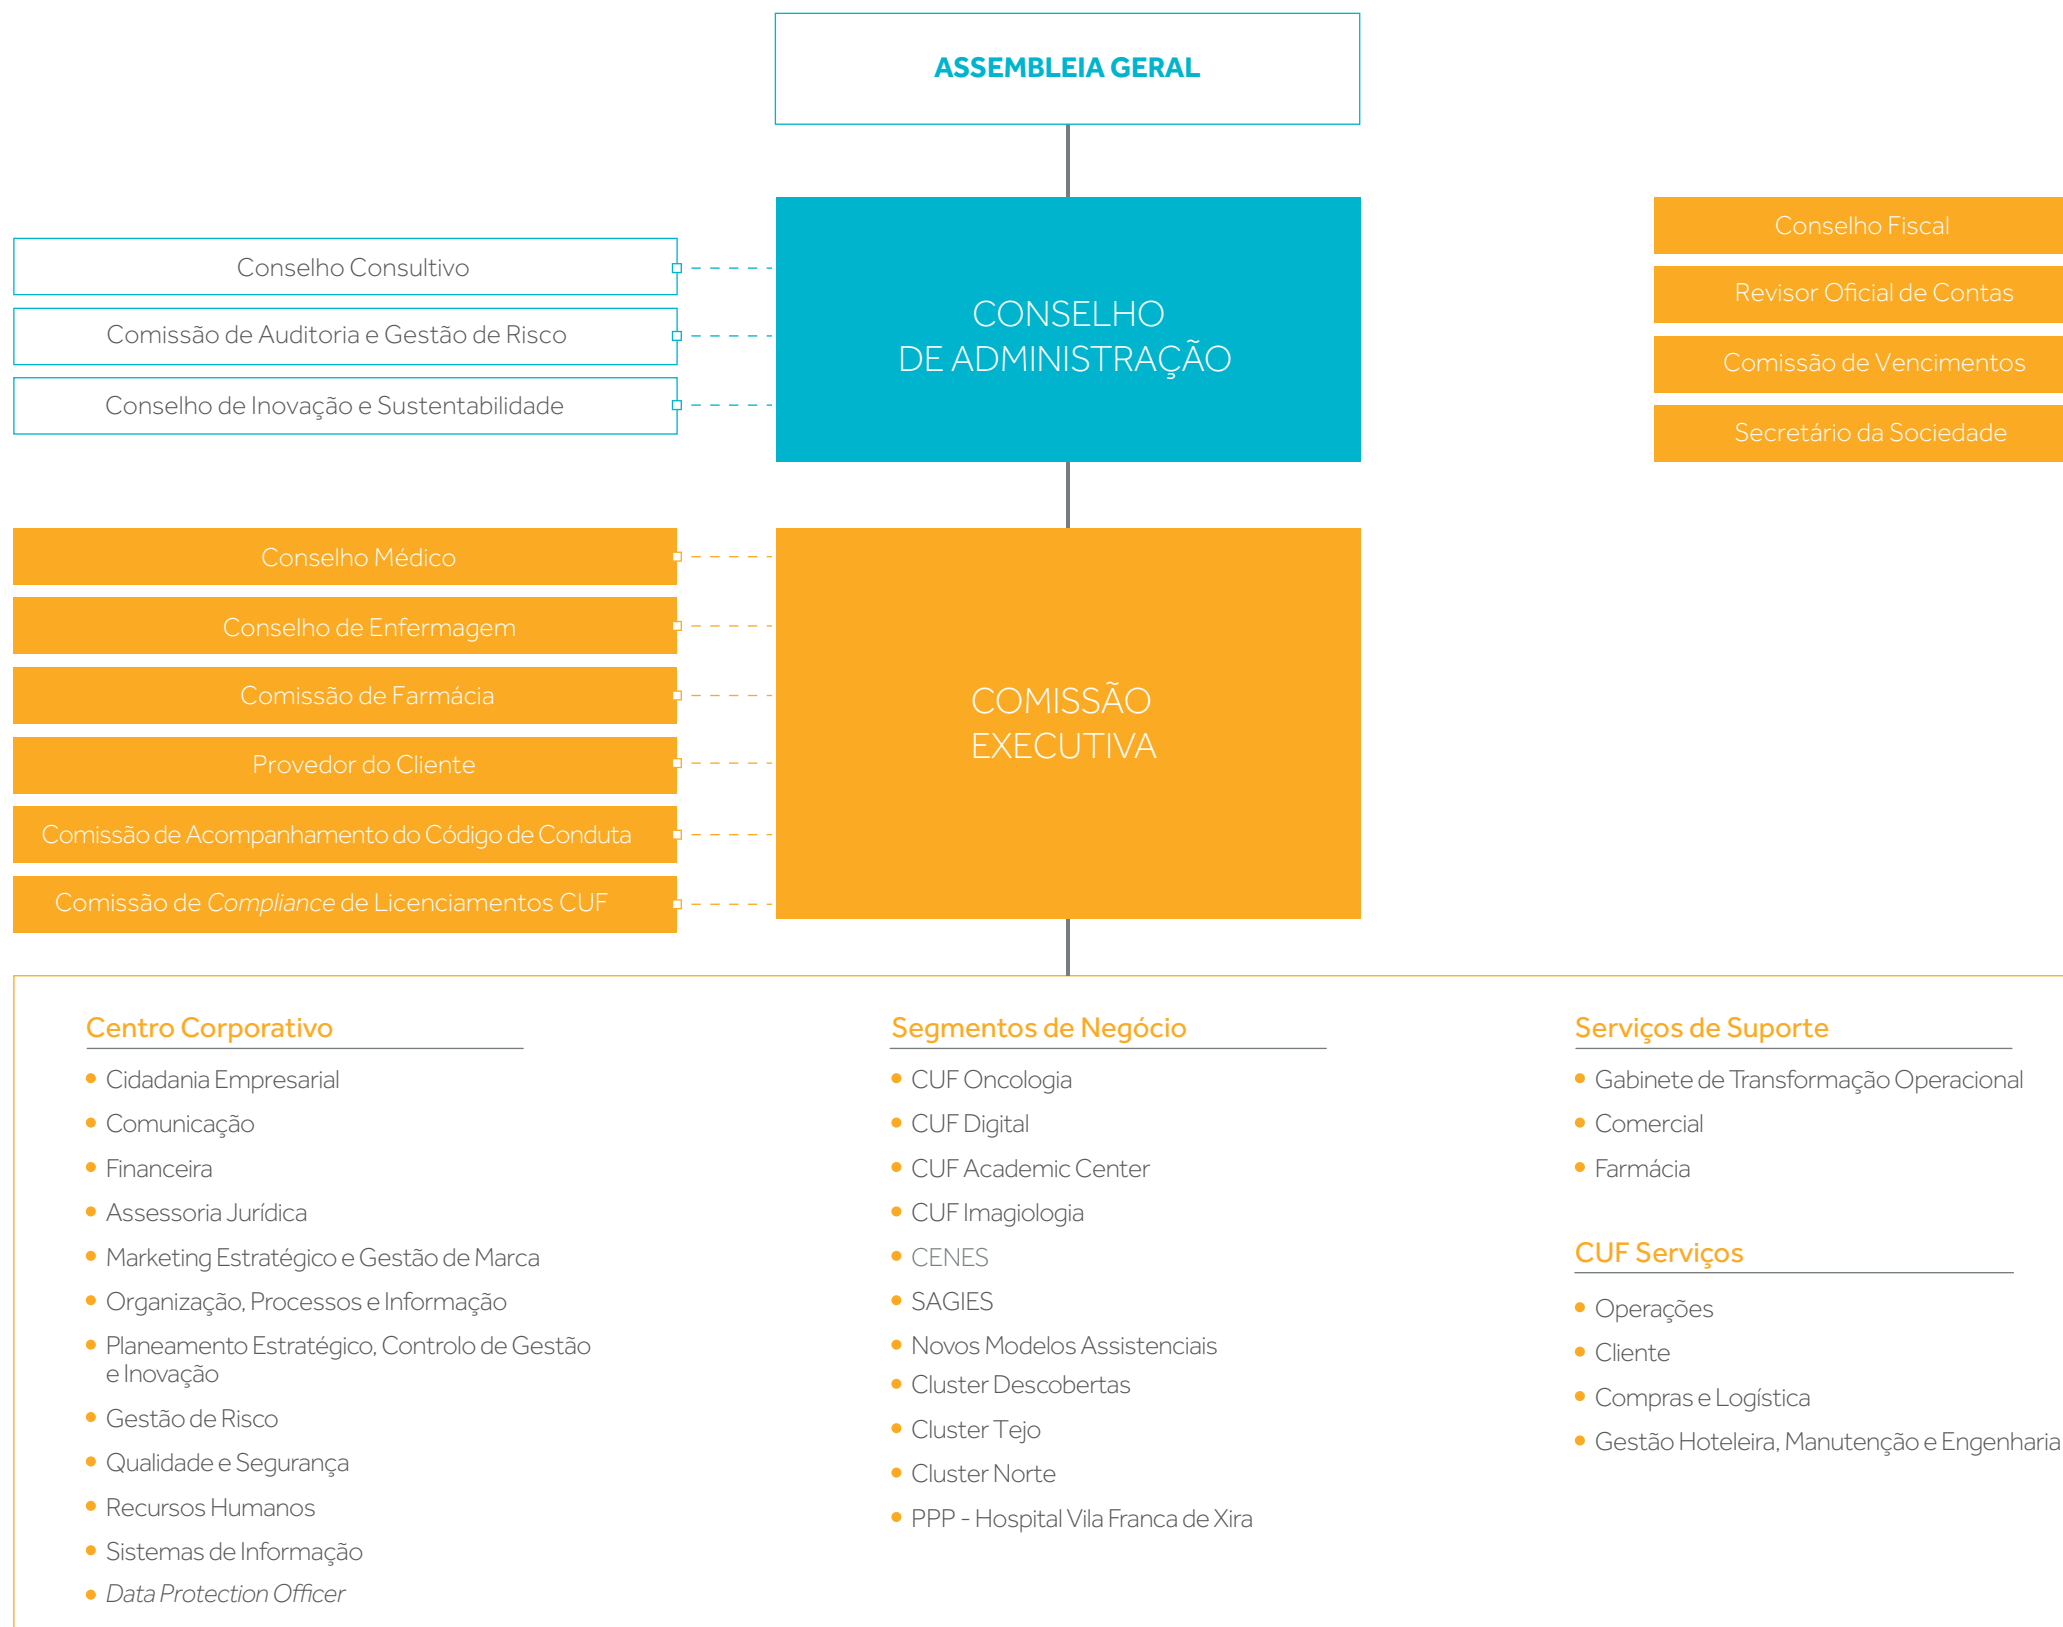 ASSEMBLEIA GERAL
Conselho Consultivo
Comissão de Auditoria e Gestão de Risco
Conselho de Inovação e Sustentabilidade
CONSELHO
DE ADMINISTRAÇÃO
Conselho Fiscal
Revisor Oficial de Contas
Comissão de Vencimentos
Secretário da Sociedade
Conselho Médico
Conselho de Enfermagem
Comissão de Farmácia
Provedor do Cliente
Comissão de Acompanhamento do Código de Conduta
Comissão de Compliance de Licenciamentos CUF
COMISSÃO
EXECUTIVA
Centro Corporativo
• Cidadania Empresarial
• Comunicação
• Financeira
• Assessoria Jurídica
• Marketing Estratégico e Gestão de Marca
• Organização, Processos e Informação
• Planeamento Estratégico, Controlo de Gestão
e Inovação
• Gestão de Risco
• Qualidade e Segurança
• Recursos Humanos
• Sistemas de Informação
• Data Protection Officer
Segmentos de Negócio
• CUF Oncologia
• CUF Digital
• CUF Academic Center
• CUF Imagiologia
• CENES
• SAGIES
• Novos Modelos Assistenciais
• Cluster Descobertas
• Cluster Tejo
• Cluster Norte
• PPP - Hospital Vila Franca de Xira
Serviços de Suporte
• Gabinete de Transformação Operacional
• Comercial
• Farmácia
CUF Serviços
• Operações
• Cliente
• Compras e Logística
• Gestão Hoteleira, Manutenção e Engenharia